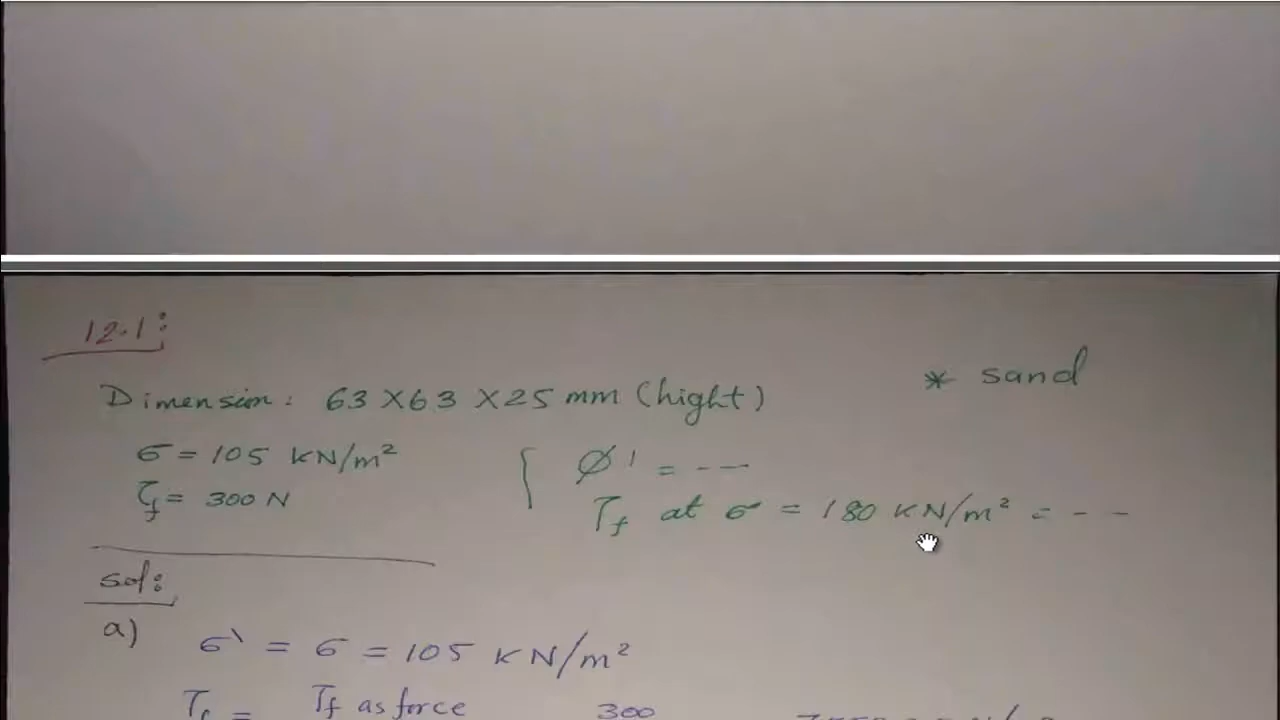 12.1:
* sand
Dimension: 63 X 63 X 25 mm (hight)
σ = 105 KN/m²
τf = 300 N
{ Ø' = ---
τf at σ = 180 KN/m² = - -
sol:
a)
σ' = σ = 105 KN/m²
τf = τf as force
300